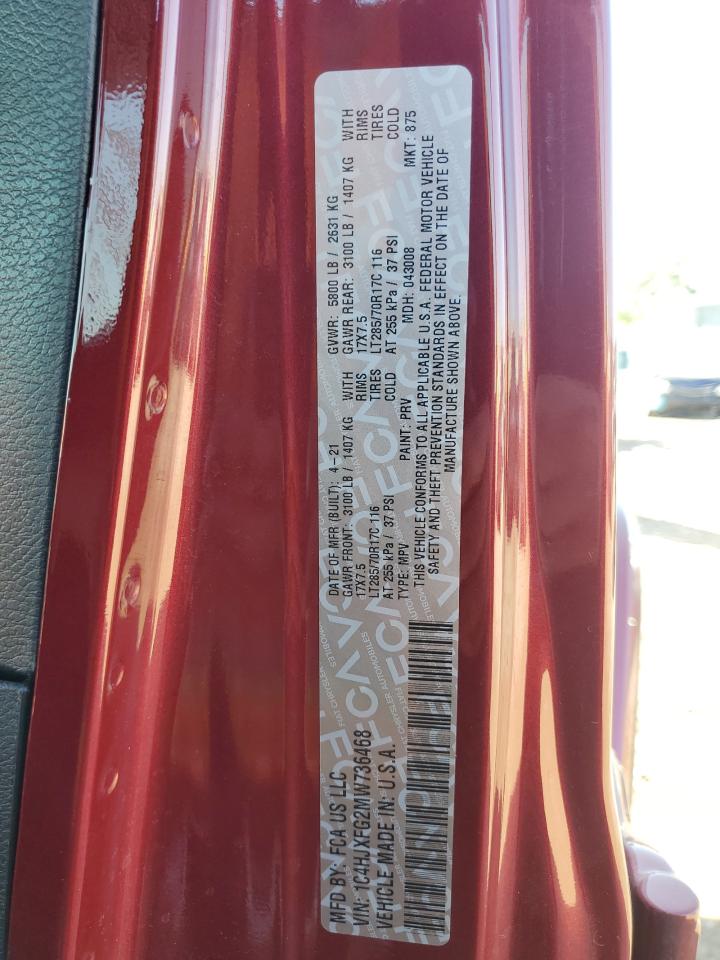 MFD BY: FCA US LLC
VIN: 1C4HJXFG2MW736468
VEHICLE MADE IN: U.S.A.
DATE OF MFR (BUILT): 4-21 GVWR: 5800 LB / 2631 KG
GAWR FRONT: 3100 LB / 1407 KG WITH GAWR REAR: 3100 LB / 1407 KG WITH
17X7.5 RIMS 17X7.5 RIMS
LT285/70R17C 116 TIRES LT285/70R17C 116 TIRES
AT 255 kPa / 37 PSI COLD AT 255 kPa / 37 PSI COLD
TYPE: MPV PAINT: PRV MDH: 043008 MKT: 875
THIS VEHICLE CONFORMS TO ALL APPLICABLE U.S.A. FEDERAL MOTOR VEHICLE
SAFETY AND THEFT PREVENTION STANDARDS IN EFFECT ON THE DATE OF
MANUFACTURE SHOWN ABOVE.
FCA
FIAT CHRYSLER AUTOMOBILES